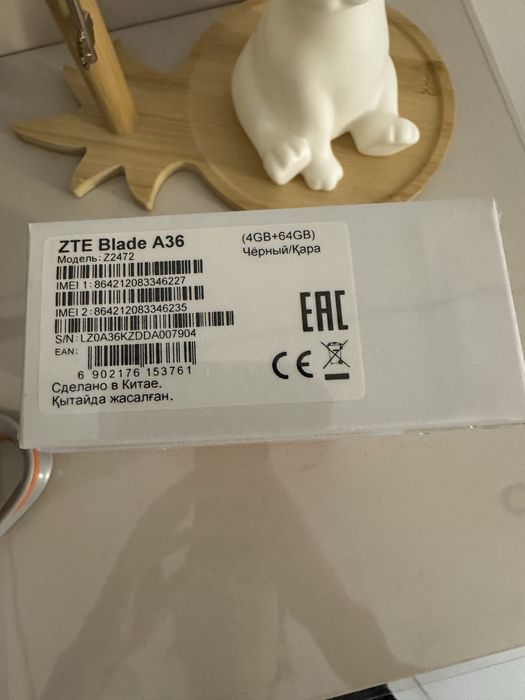 ZTE Blade A36
(4GB+64GB)
Модель: Z2472
Чёрный/Қара
IMEI 1: 864212083346227
IMEI 2: 864212083346235
S/N: LZ0A36KZDDA007904
EAN:
6 902176 153761
EAC
CE
Сделано в Китае.
Қытайда жасалған.